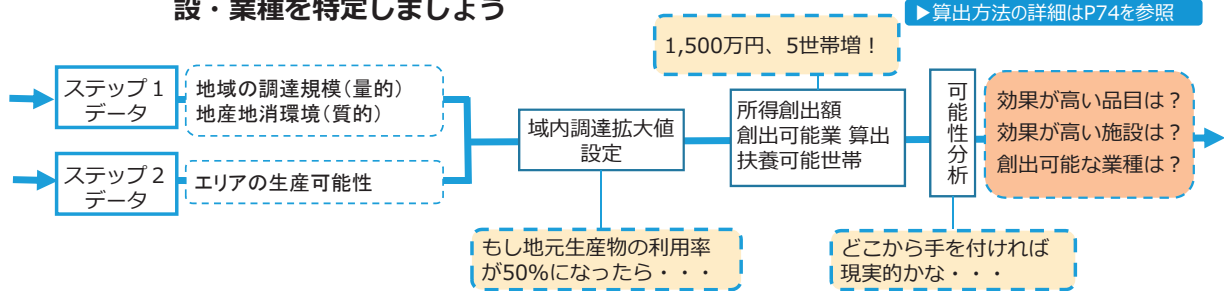 設・業種を特定しましょう
▶算出方法の詳細はP74を参照
1,500万円、5世帯増！
ステップ１
データ
地域の調達規模（量的）
地産地消環境（質的）
ステップ２
データ
エリアの生産可能性
域内調達拡大値
設定
所得創出額
創出可能業 算出
扶養可能世帯
可能性分析
効果が高い品目は？
効果が高い施設は？
創出可能な業種は？
もし地元生産物の利用率
が50%になったら・・・
どこから手を付ければ
現実的かな・・・